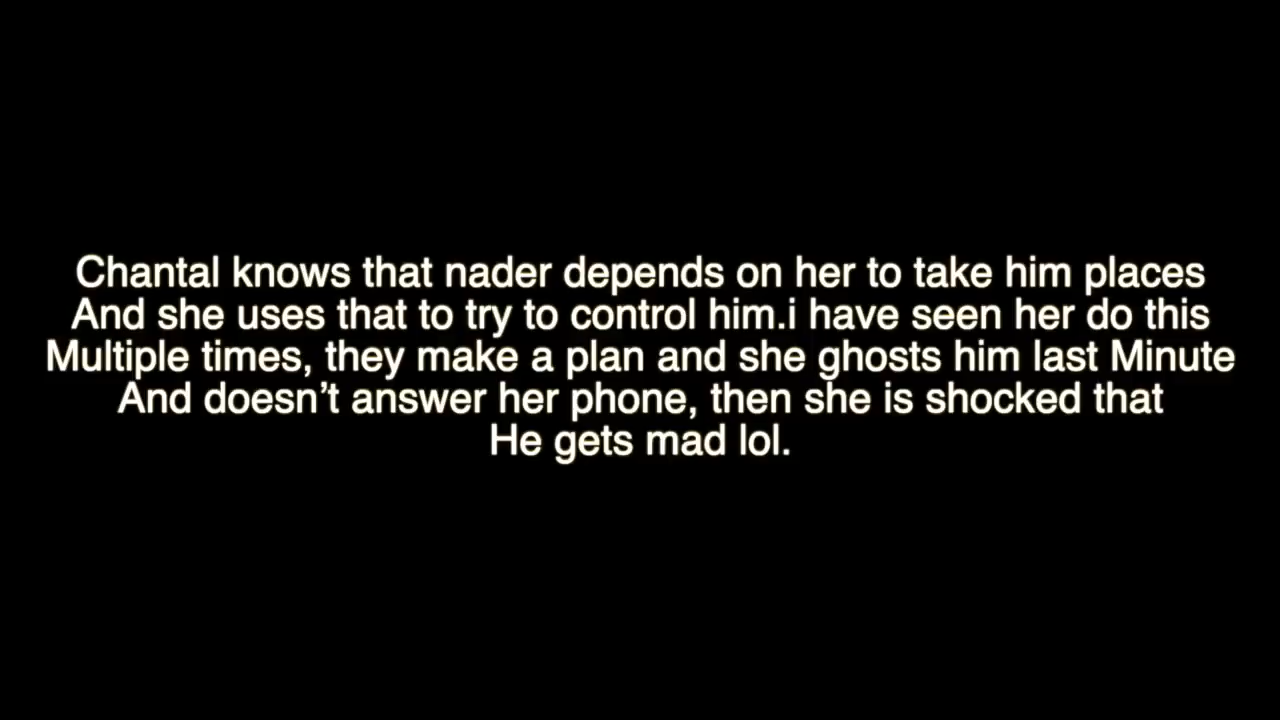 Chantal knows that nader depends on her to take him places
And she uses that to try to control him.i have seen her do this
Multiple times, they make a plan and she ghosts him last Minute
And doesn’t answer her phone, then she is shocked that
He gets mad lol.